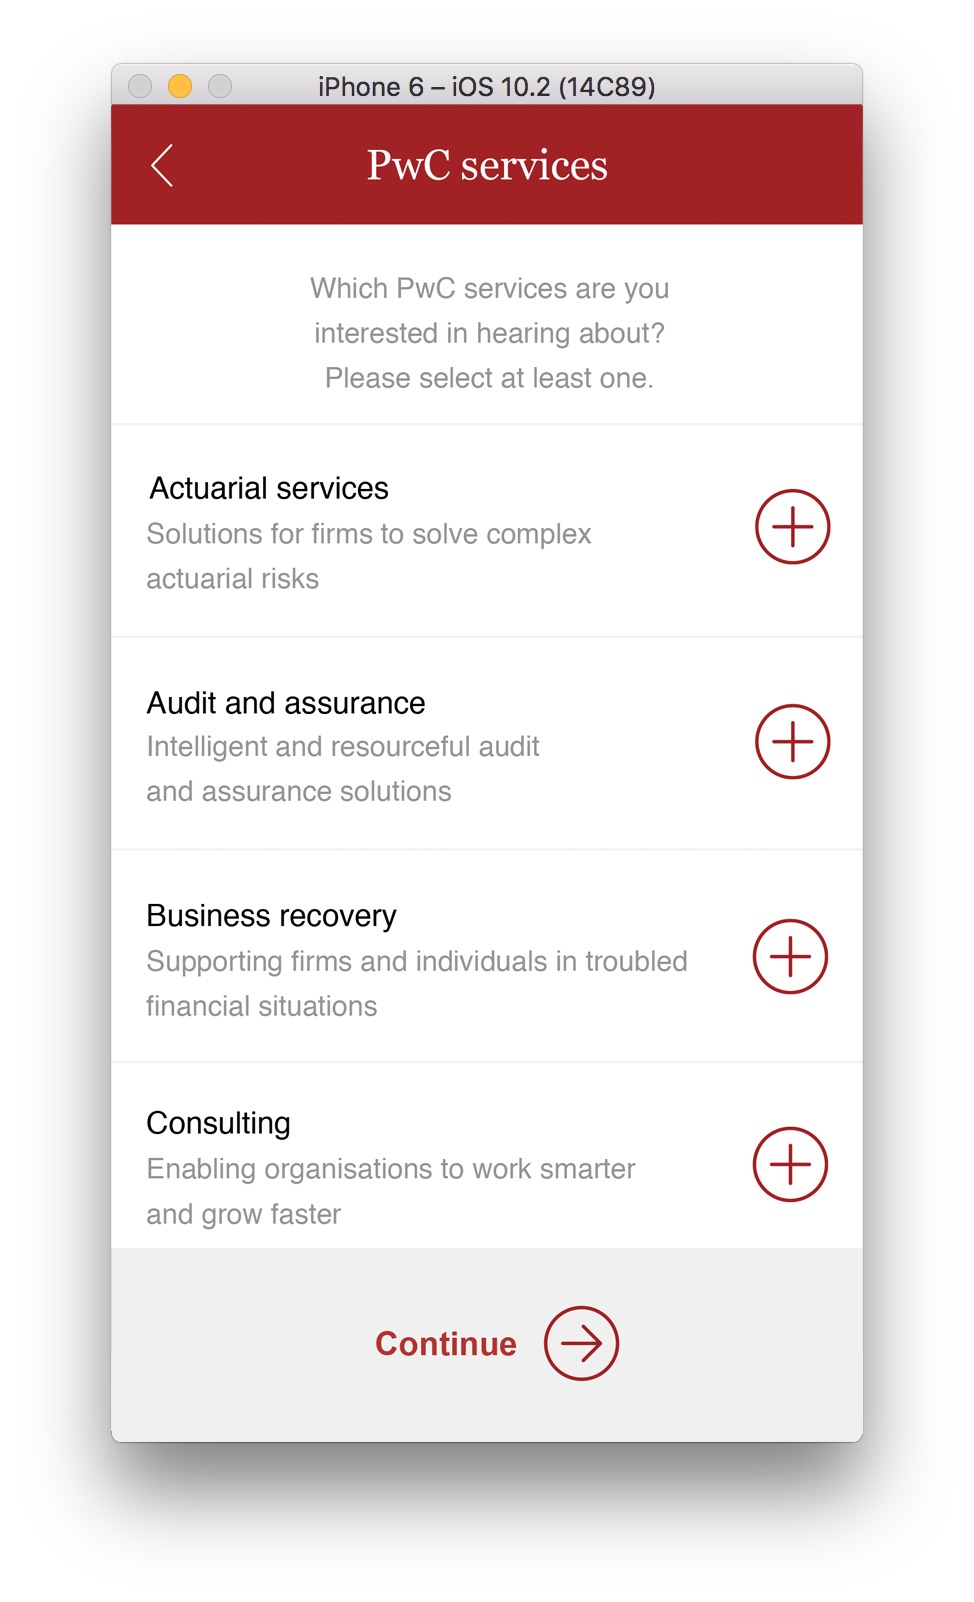 iPhone 6 – iOS 10.2 (14C89)
PwC services
Which PwC services are you
interested in hearing about?
Please select at least one.
Actuarial services
Solutions for firms to solve complex
actuarial risks
Audit and assurance
Intelligent and resourceful audit
and assurance solutions
Business recovery
Supporting firms and individuals in troubled
financial situations
Consulting
Enabling organisations to work smarter
and grow faster
Continue